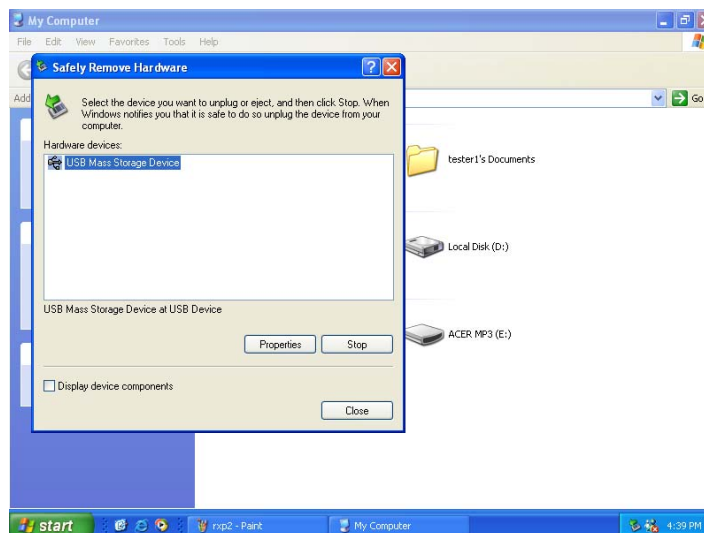 My Computer
File Edit View Favorites Tools Help
Safely Remove Hardware
Add
Go
Select the device you want to unplug or eject, and then click Stop. When
Windows notifies you that it is safe to do so unplug the device from your
computer.
Hardware devices:
USB Mass Storage Device
tester1's Documents
Local Disk (D:)
USB Mass Storage Device at USB Device
Properties Stop
ACER MP3 (E:)
Display device components
Close
start rxp2 - Paint My Computer 4:39 PM